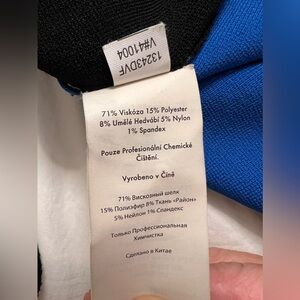 13243DVF
V#41004
71% Viskóza 15% Polyester
8% Umělé Hedvábí 5% Nylon
1% Spandex
Pouze Profesionální Chemické
Čištění.
Vyrobeno v Číně
71% Вискозный шелк
15% Полиэфир 8% Ткань «Район»
5% Нейлон 1% Спандекс
Только Профессиональная
Химчистка
Сделано в Китае